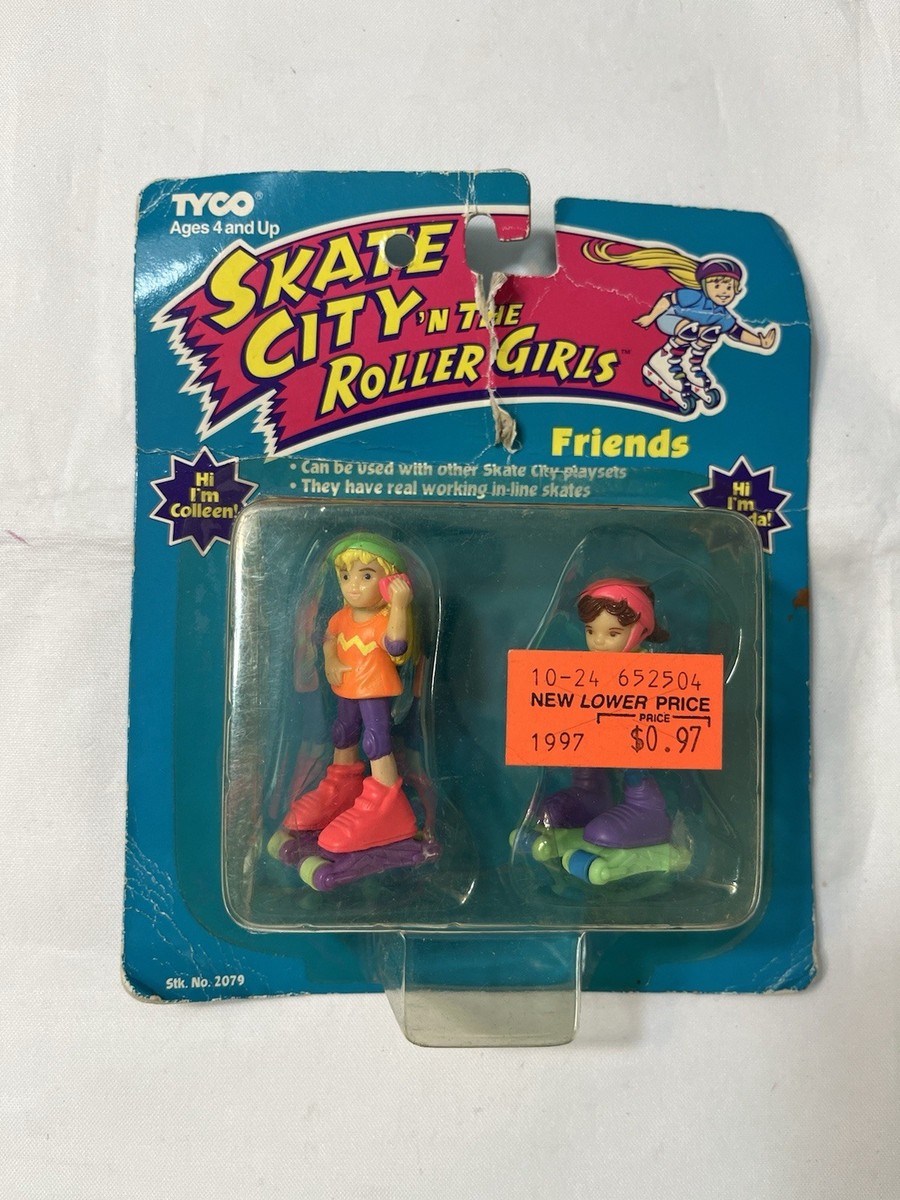 TYCO®
Ages 4 and Up
SKATE
CITY 'N THE
ROLLER GIRLS™
Friends
• Can be used with other Skate City playsets
• They have real working in-line skates
Hi
I'm
Colleen!
Hi
I'm
10-24 652504
NEW LOWER PRICE
PRICE
1997 $0.97
Stk. No. 2079